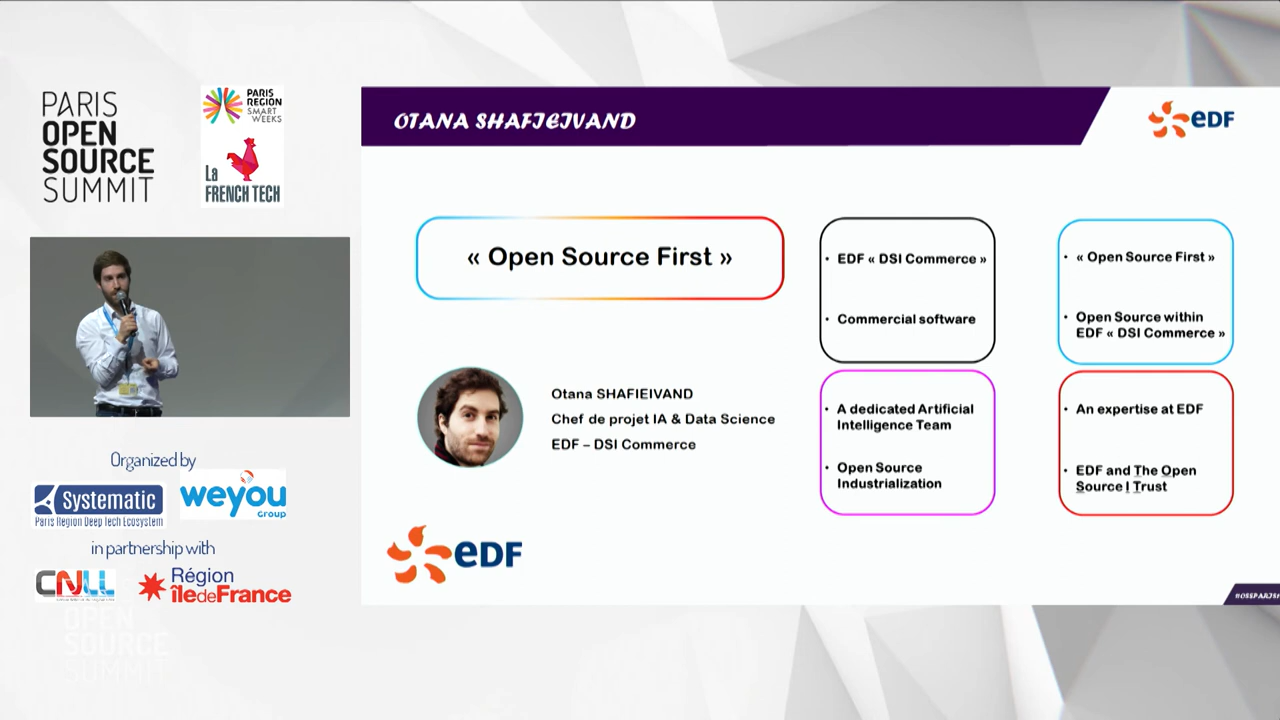 PARIS
OPEN
SOURCE
SUMMIT
PARIS
REGION
SMART
WEEKS
La
FRENCH TECH
OTANA SHAFIEIVAND
eDF
« Open Source First »
• EDF « DSI Commerce »
• Commercial software
• « Open Source First »
• Open Source within
EDF « DSI Commerce »
Otana SHAFIEIVAND
Chef de projet IA & Data Science
EDF – DSI Commerce
• A dedicated Artificial
Intelligence Team
• Open Source
Industrialization
• An expertise at EDF
• EDF and The Open
Source I Trust
eDF
Organized by
Systematic
Paris Region Deep Tech Ecosystem
weyou
GROUP
in partnership with
CNLL
Région
îledeFrance
OPEN
SOURCE
SUMMIT